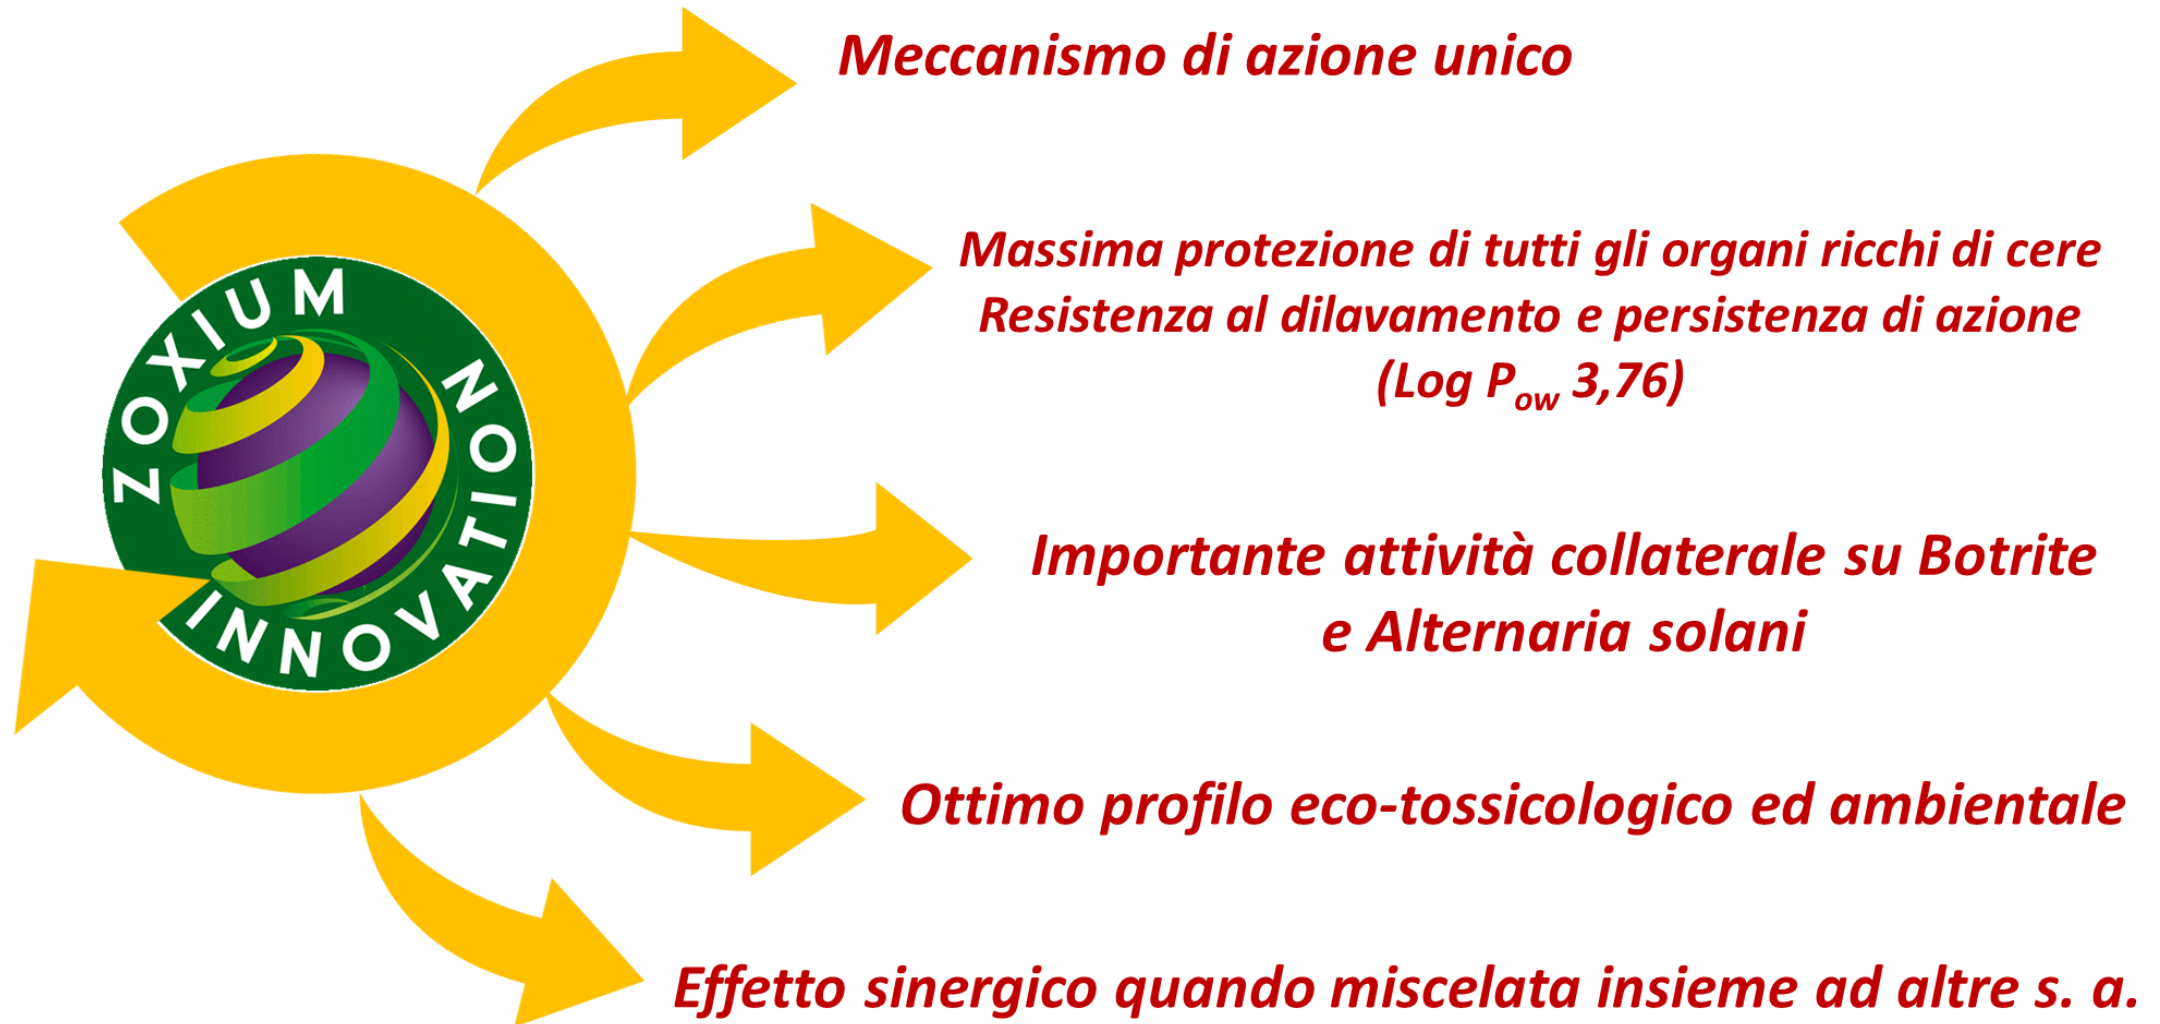 Meccanismo di azione unico
Massima protezione di tutti gli organi ricchi di cere
Resistenza al dilavamento e persistenza di azione
(Log Pow 3,76)
ZOXIUM INNOVATION
Importante attività collaterale su Botrite
e Alternaria solani
Ottimo profilo eco-tossicologico ed ambientale
Effetto sinergico quando miscelata insieme ad altre s. a.